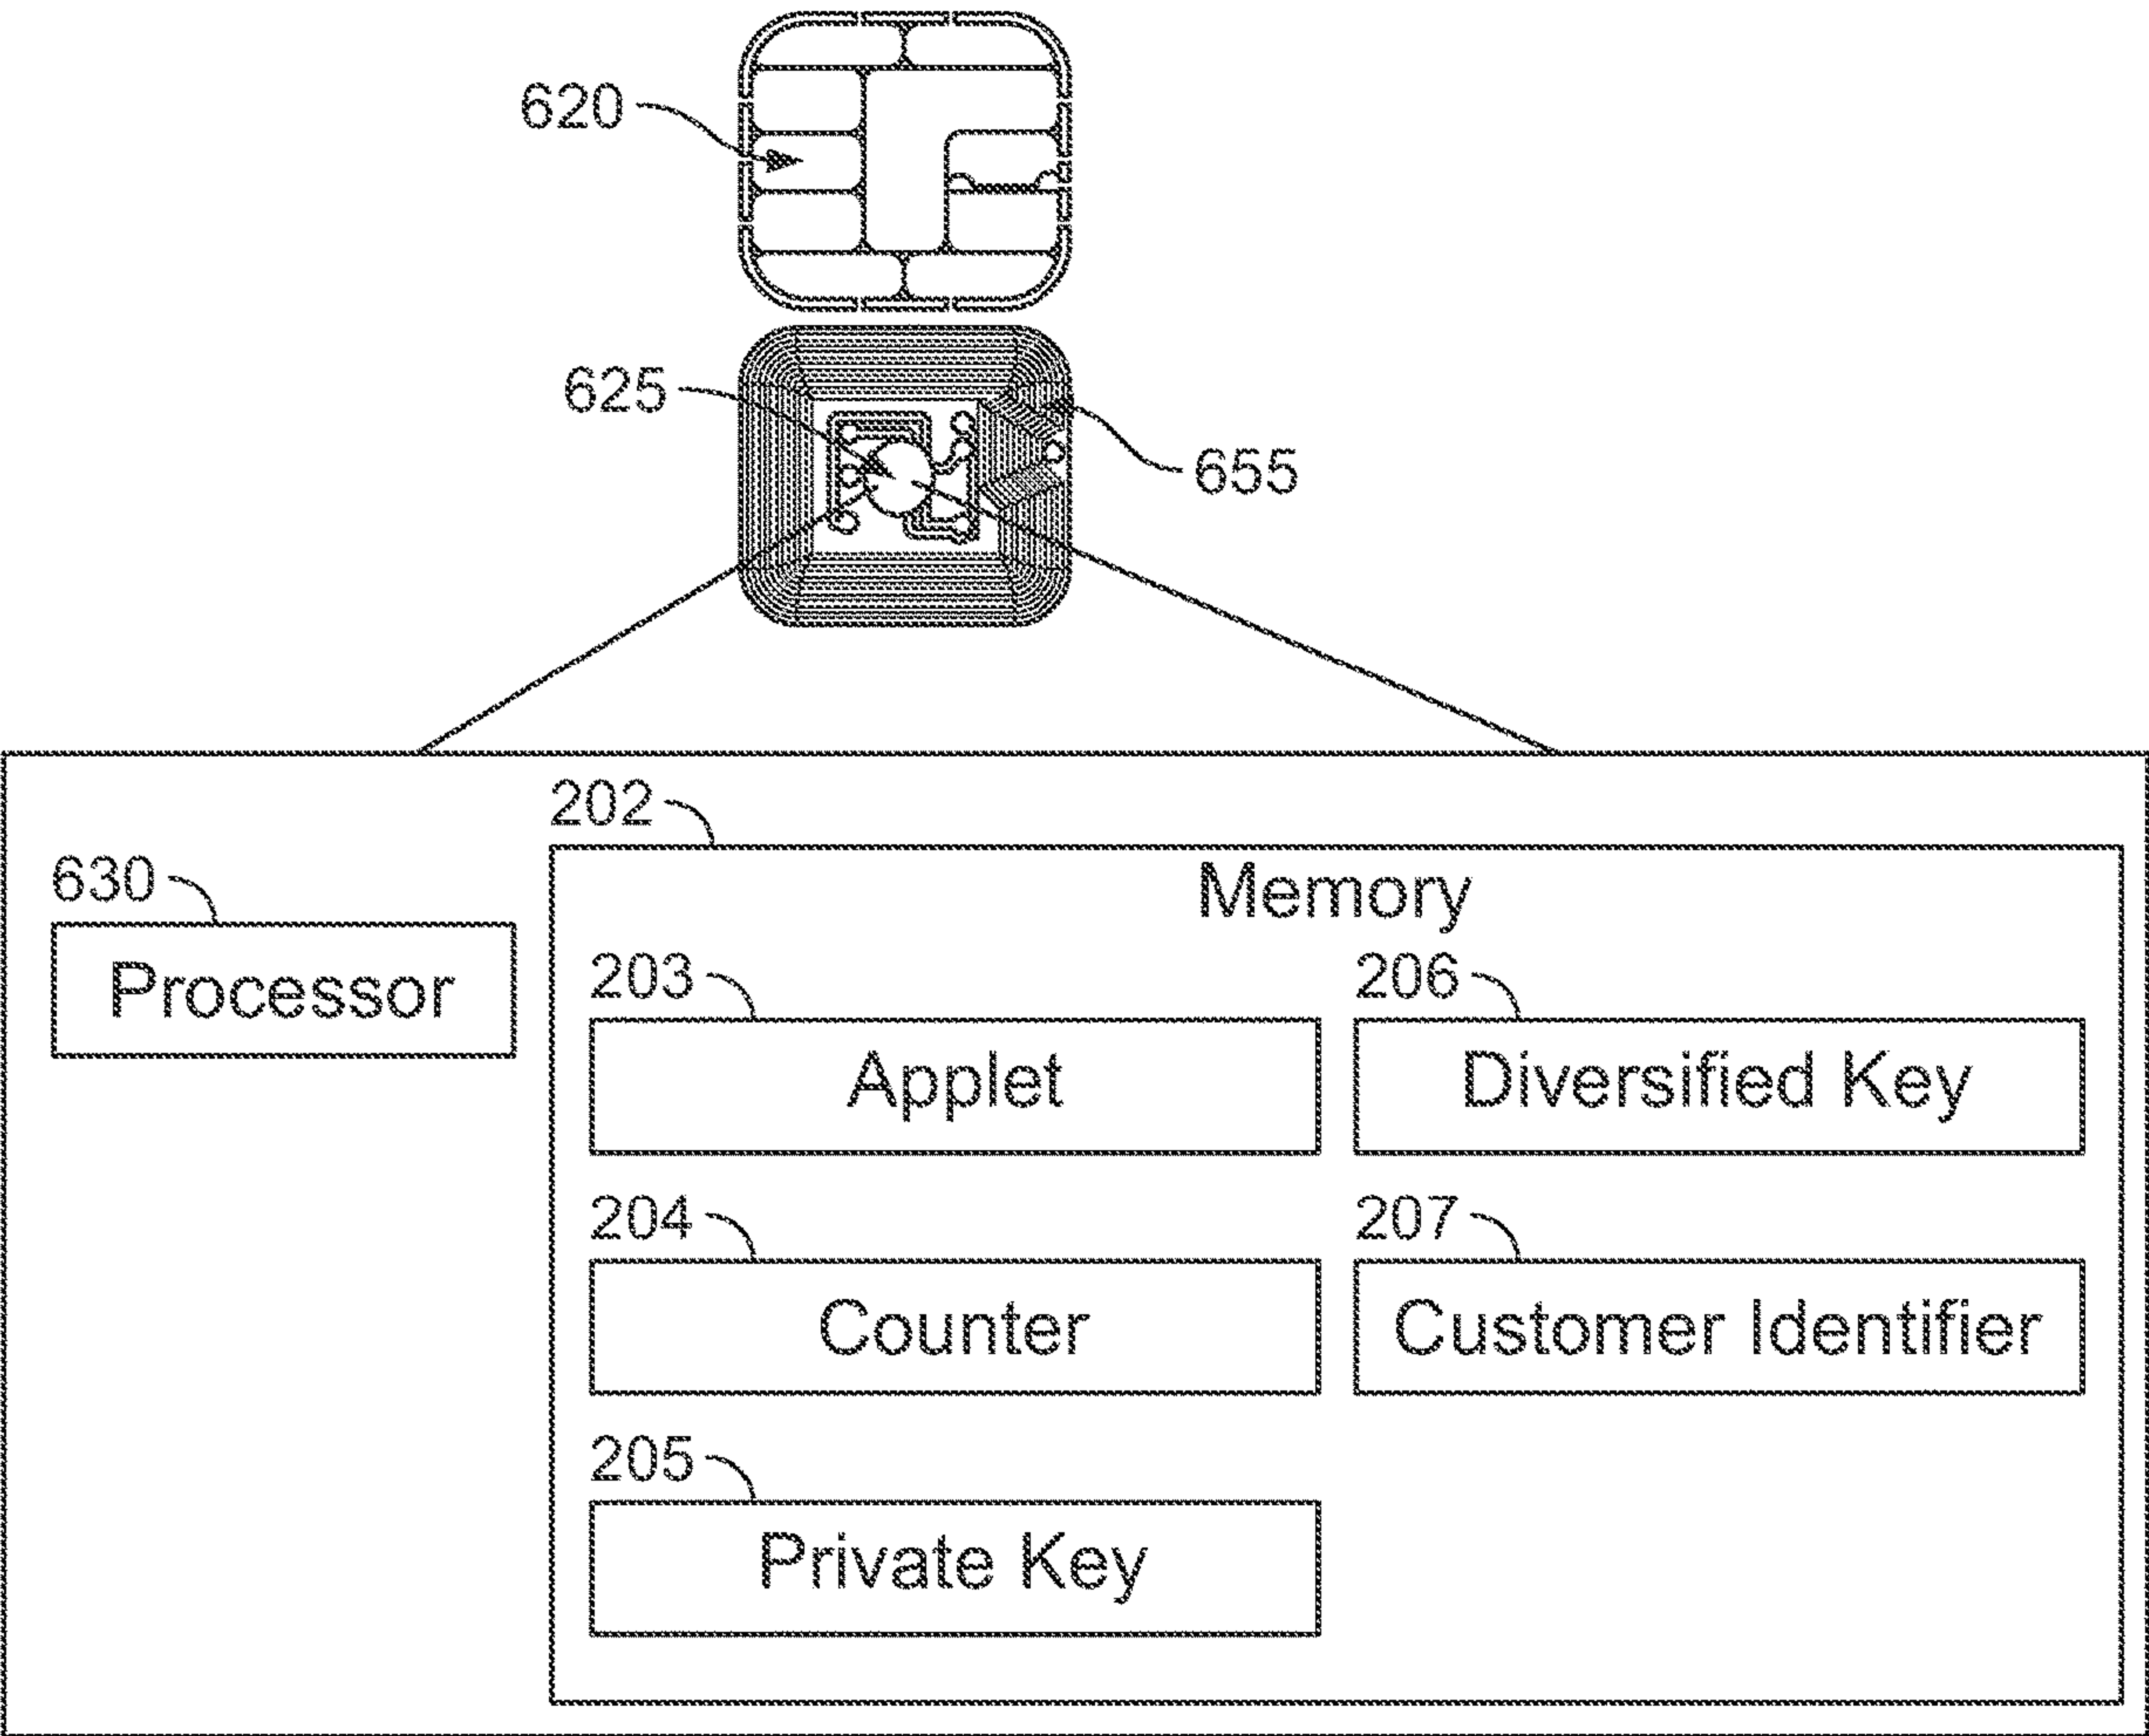 620
625
655
202
630
Memory
Processor
203
206
Applet
Diversified Key
204
207
Counter
Customer Identifier
205
Private Key